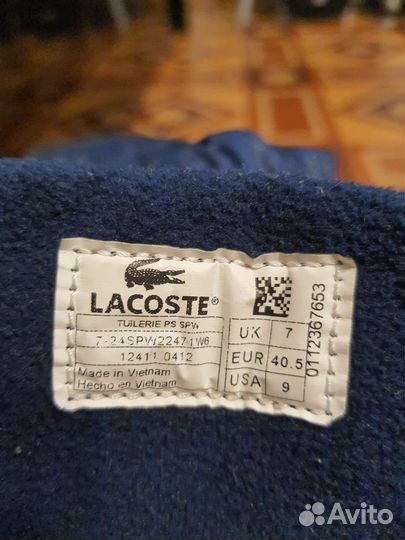 LACOSTE®
TUILERIE PS SPW
7-24SPW22471W6
12411 0412
Made in Vietnam
Hecho en Vietnam
UK 7
EUR 40.5
USA 9
0112367653
Avito